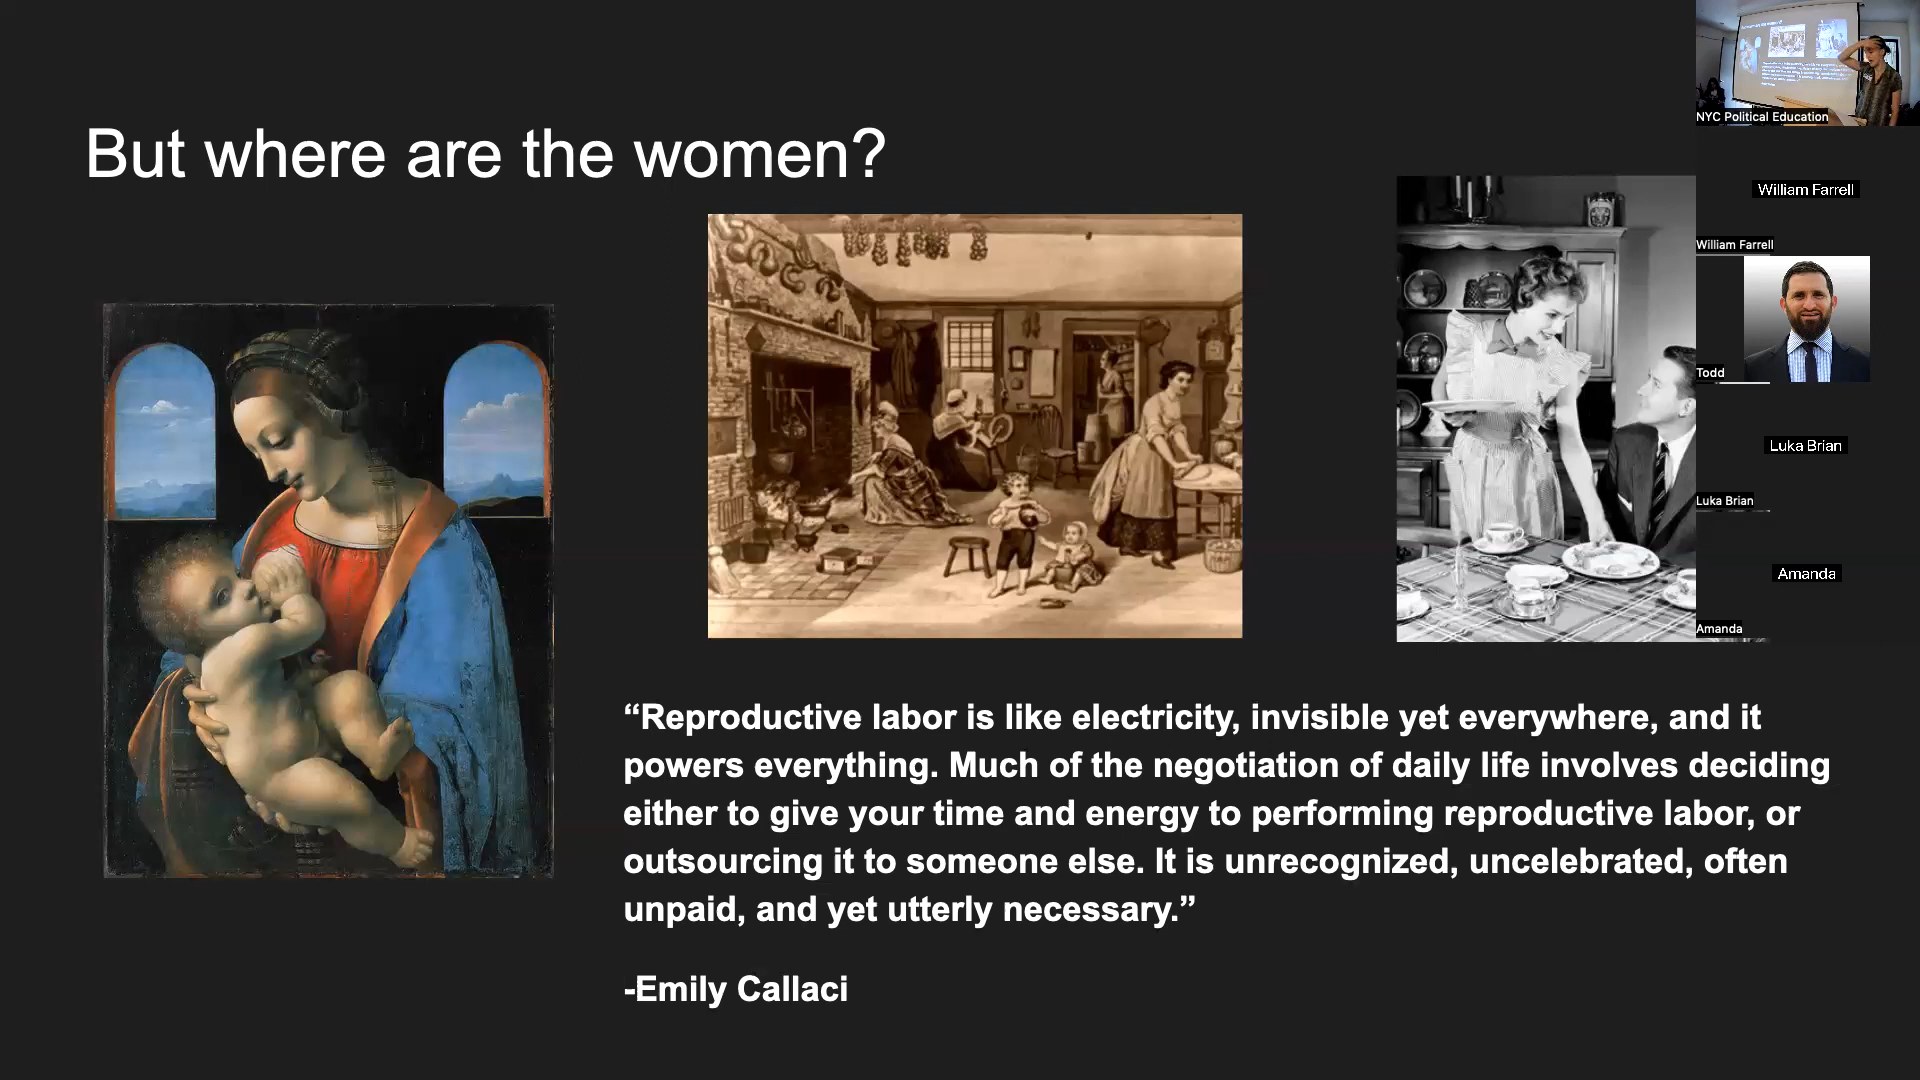 But where are the women?
“Reproductive labor is like electricity, invisible yet everywhere, and it
powers everything. Much of the negotiation of daily life involves deciding
either to give your time and energy to performing reproductive labor, or
outsourcing it to someone else. It is unrecognized, uncelebrated, often
unpaid, and yet utterly necessary.”
-Emily Callaci
NYC Political Education
William Farrell
William Farrell
Todd
Luka Brian
Luka Brian
Amanda
Amanda